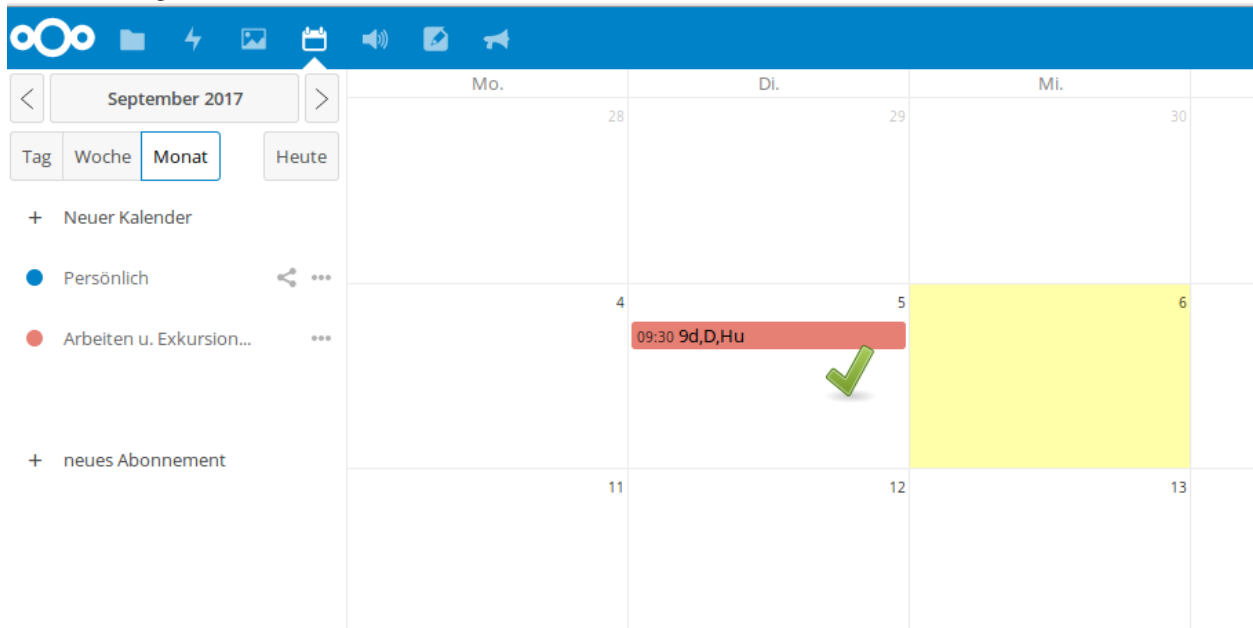 September 2017
Tag Woche Monat Heute
+ Neuer Kalender
Persönlich
Arbeiten u. Exkursion...
+ neues Abonnement
Mo. Di. Mi.
28 29 30
4 5 6
09:30 9d,D,Hu
11 12 13